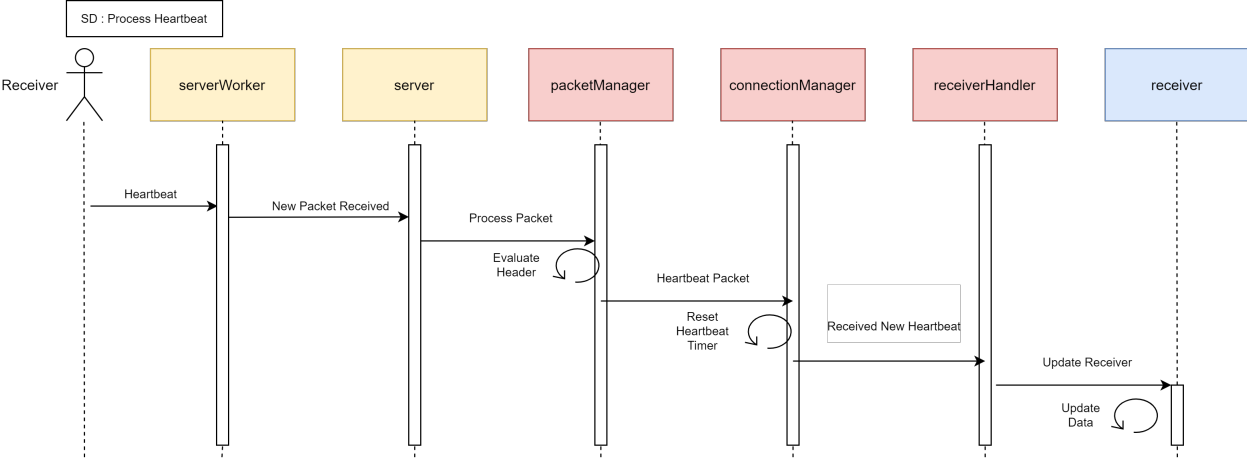 SD : Process Heartbeat
Receiver
serverWorker
server
packetManager
connectionManager
receiverHandler
receiver
Heartbeat
New Packet Received
Process Packet
Evaluate
Header
Heartbeat Packet
Reset
Heartbeat
Timer
Received New Heartbeat
Update Receiver
Update
Data